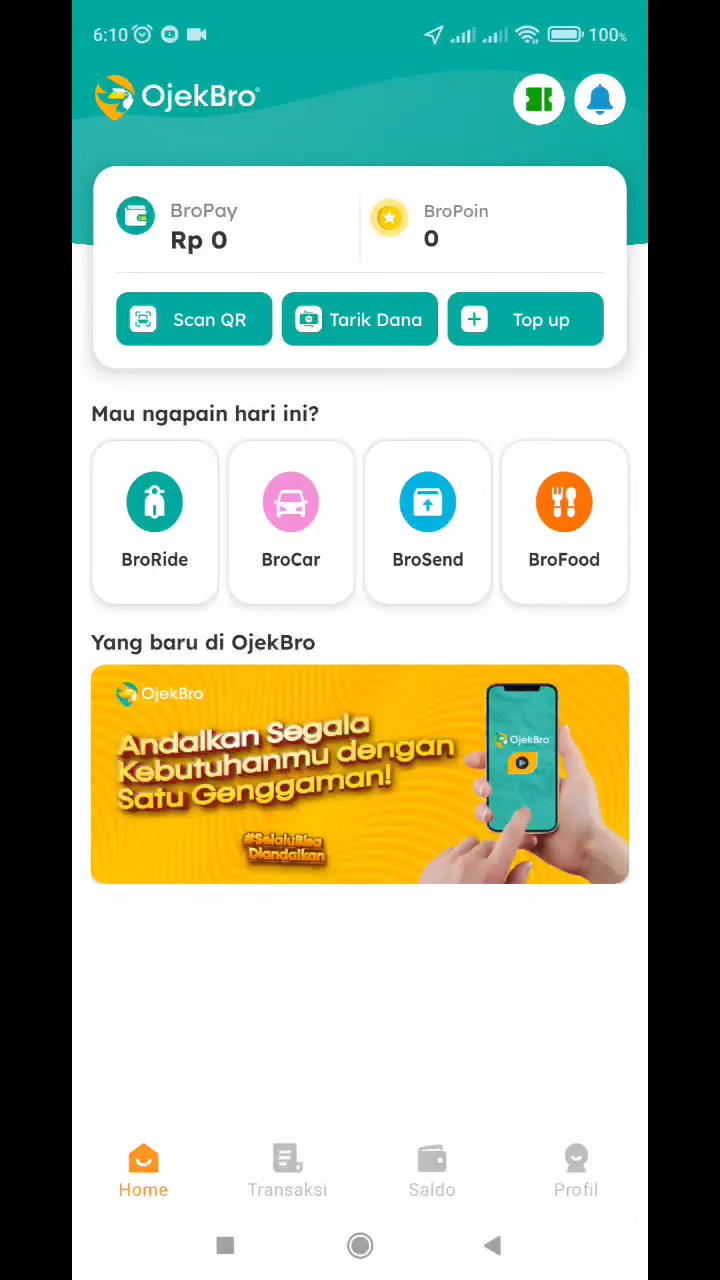 6:10
100%
OjekBro
BroPay
Rp 0
BroPoin
0
Scan QR
Tarik Dana
Top up
Mau ngapain hari ini?
BroRide
BroCar
BroSend
BroFood
Yang baru di OjekBro
OjekBro
Andalkan Segala
Kebutuhanmu dengan
Satu Genggaman!
#SelaluBisa
Diandalkan
OjekBro
Home
Transaksi
Saldo
Profil